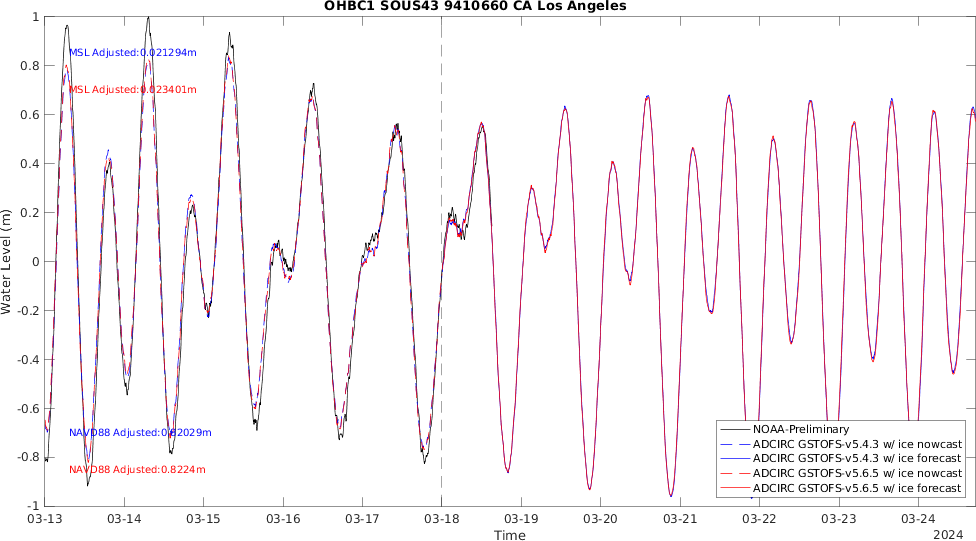 OHBC1 SOUS43 9410660 CA Los Angeles
1
0.8
0.6
0.4
0.2
0
-0.2
-0.4
-0.6
-0.8
-1
Water Level (m)
MSL Adjusted:0.021294m
MSL Adjusted:0.023401m
NAVD88 Adjusted:0.82029m
NAVD88 Adjusted:0.8224m
NOAA-Preliminary
ADCIRC GSTOFS-v5.4.3 w/ ice nowcast
ADCIRC GSTOFS-v5.4.3 w/ ice forecast
ADCIRC GSTOFS-v5.6.5 w/ ice nowcast
ADCIRC GSTOFS-v5.6.5 w/ ice forecast
03-13 03-14 03-15 03-16 03-17 03-18 03-19 03-20 03-21 03-22 03-23 03-24
Time
2024